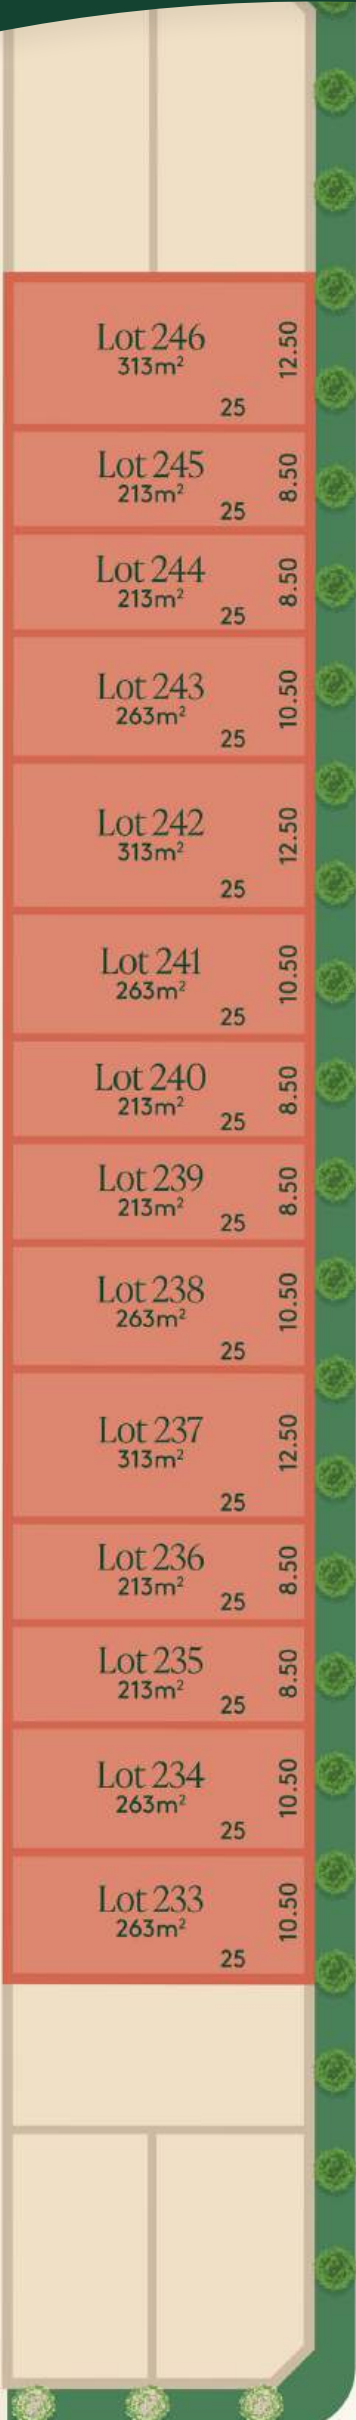 Lot 246
313m²
12.50
25
Lot 245
213m²
8.50
25
Lot 244
213m²
8.50
25
Lot 243
263m²
10.50
25
Lot 242
313m²
12.50
25
Lot 241
263m²
10.50
25
Lot 240
213m²
8.50
25
Lot 239
213m²
8.50
25
Lot 238
263m²
10.50
25
Lot 237
313m²
12.50
25
Lot 236
213m²
8.50
25
Lot 235
213m²
8.50
25
Lot 234
263m²
10.50
25
Lot 233
263m²
10.50
25